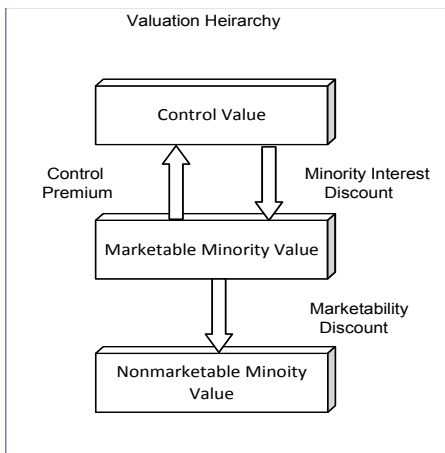 Valuation Heirarchy
Control Value
Control
Premium
Minority Interest
Discount
Marketable Minority Value
Marketability
Discount
Nonmarketable Minoity
Value